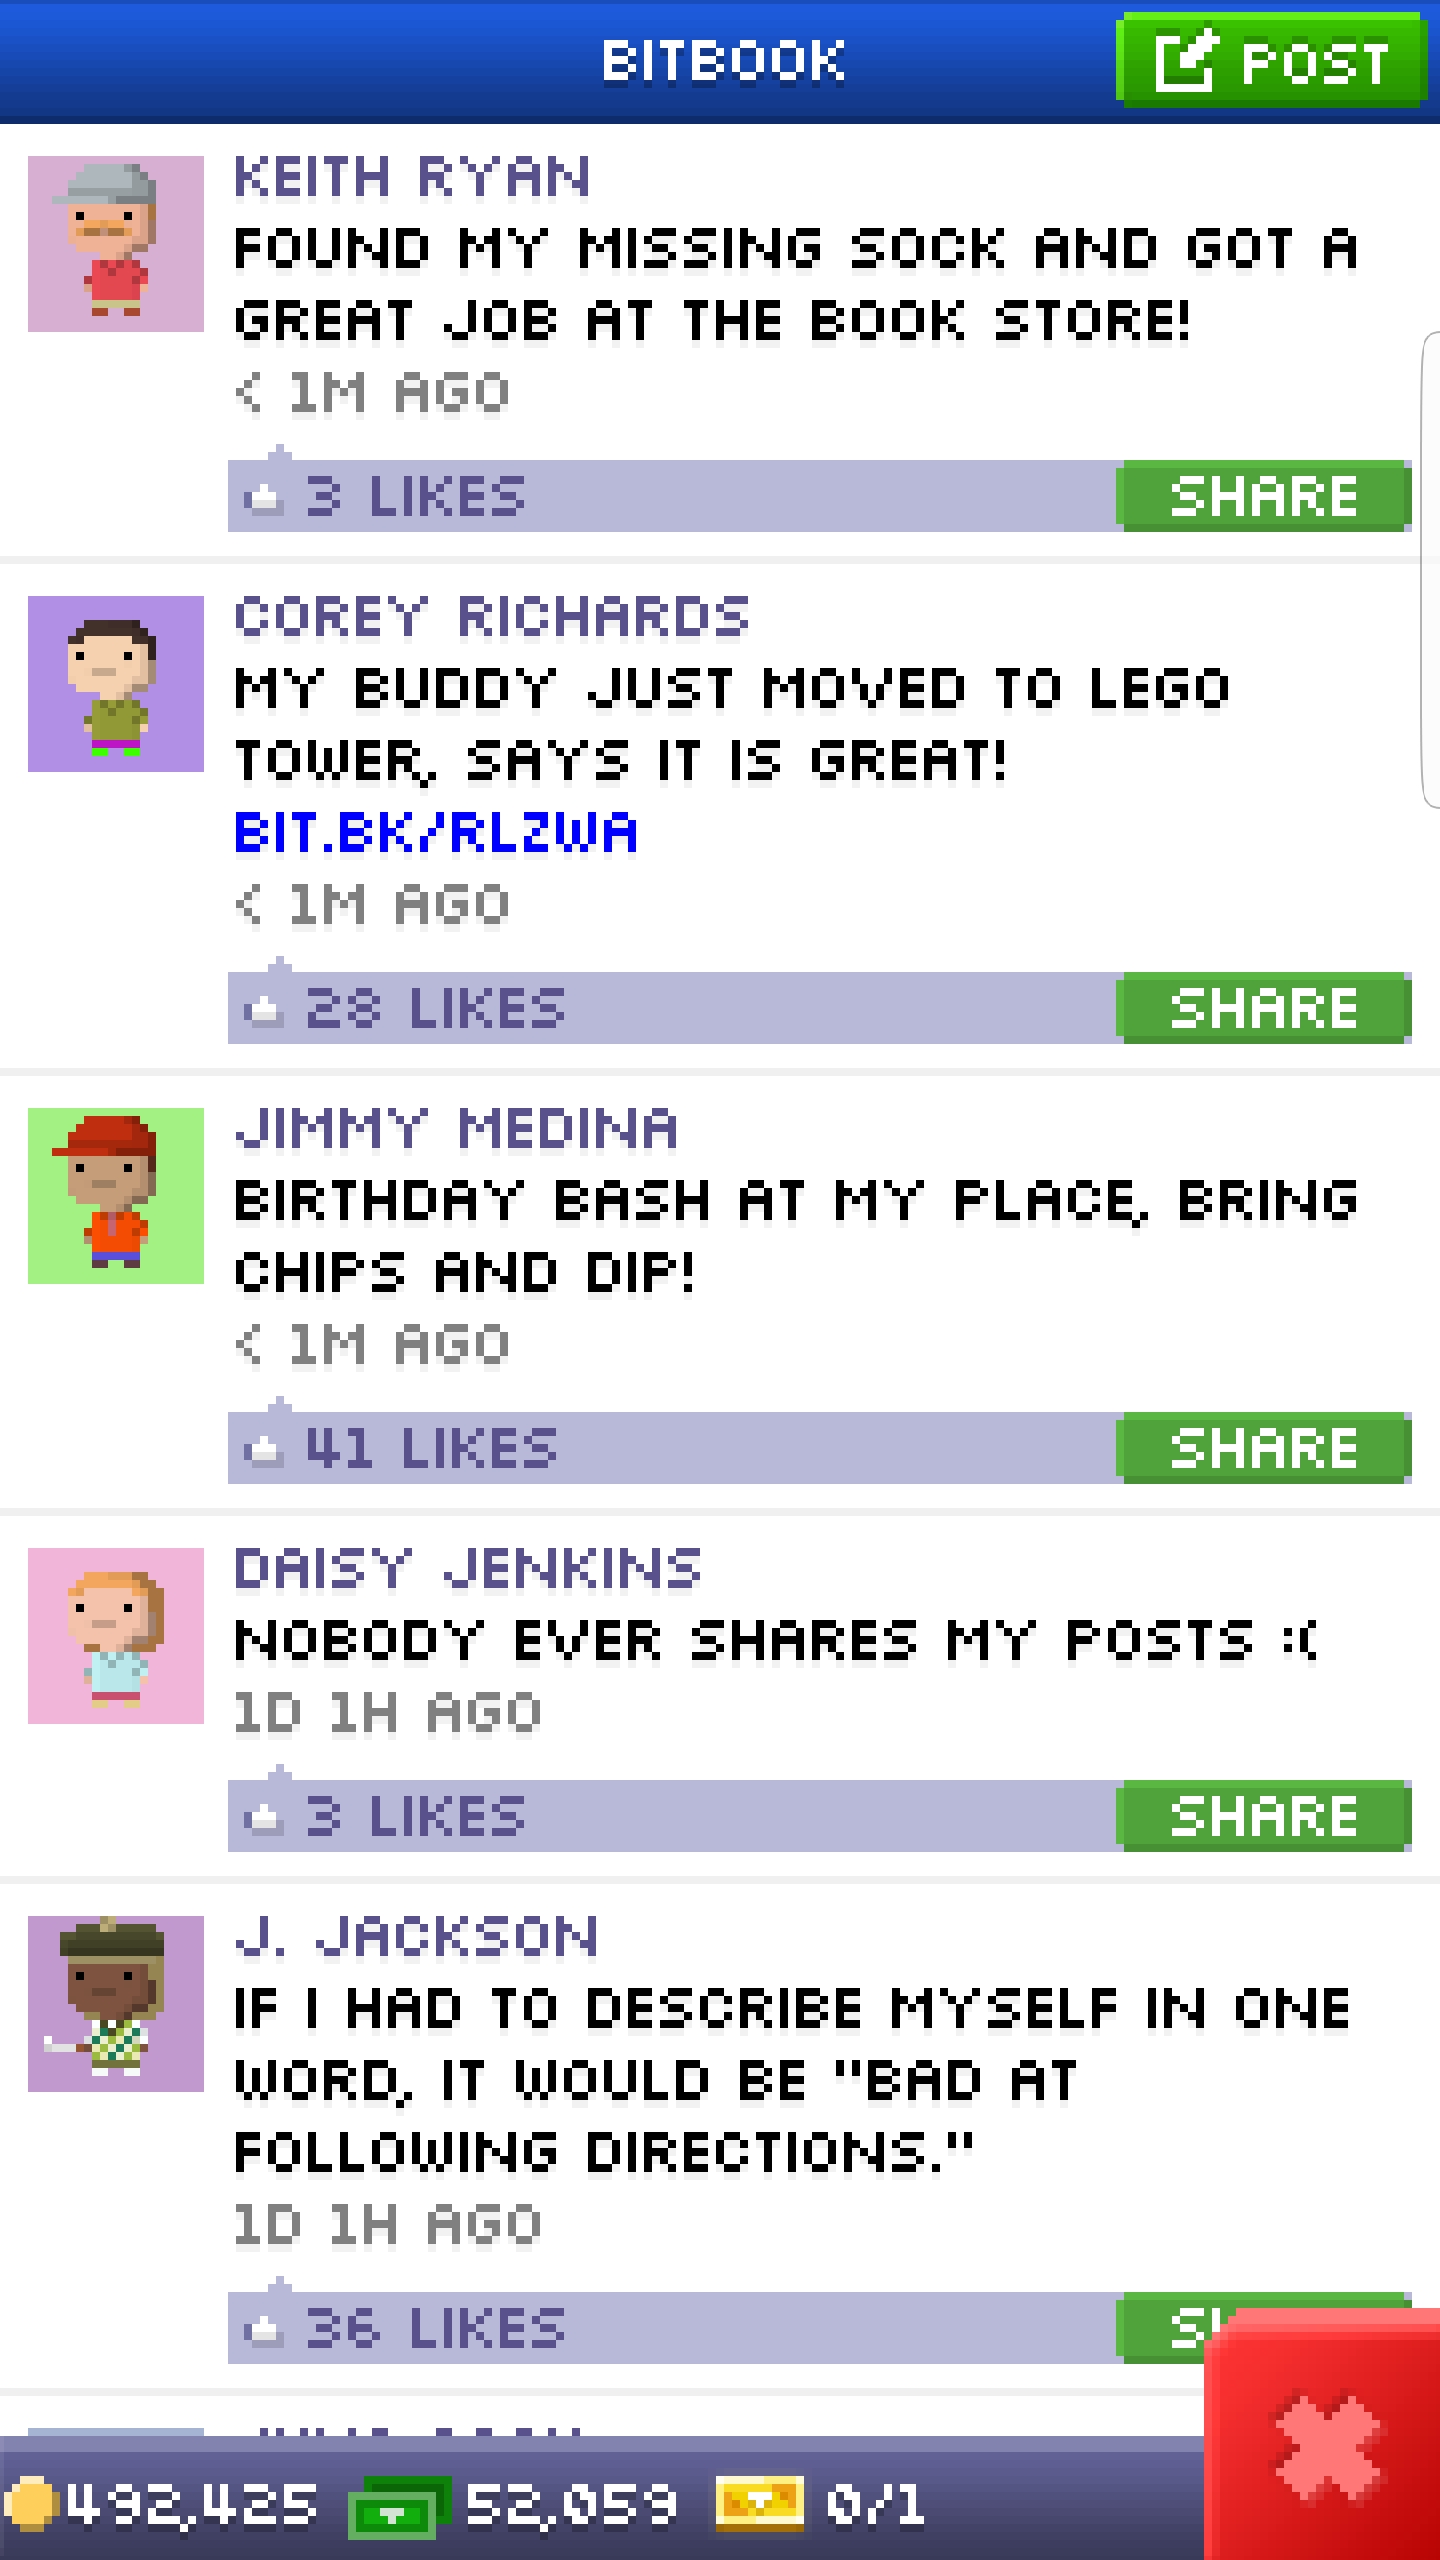 BITBOOK
POST
KEITH RYAN
FOUND MY MISSING SOCK AND GOT A
GREAT JOB AT THE BOOK STORE!
< 1M AGO
3 LIKES
SHARE
COREY RICHARDS
MY BUDDY JUST MOVED TO LEGO
TOWER, SAYS IT IS GREAT!
BIT.BK/RLZWA
< 1M AGO
28 LIKES
SHARE
JIMMY MEDINA
BIRTHDAY BASH AT MY PLACE, BRING
CHIPS AND DIP!
< 1M AGO
41 LIKES
SHARE
DAISY JENKINS
NOBODY EVER SHARES MY POSTS :(
1D 1H AGO
3 LIKES
SHARE
J. JACKSON
IF I HAD TO DESCRIBE MYSELF IN ONE
WORD, IT WOULD BE "BAD AT
FOLLOWING DIRECTIONS."
1D 1H AGO
36 LIKES
492,425
52,059
0/1